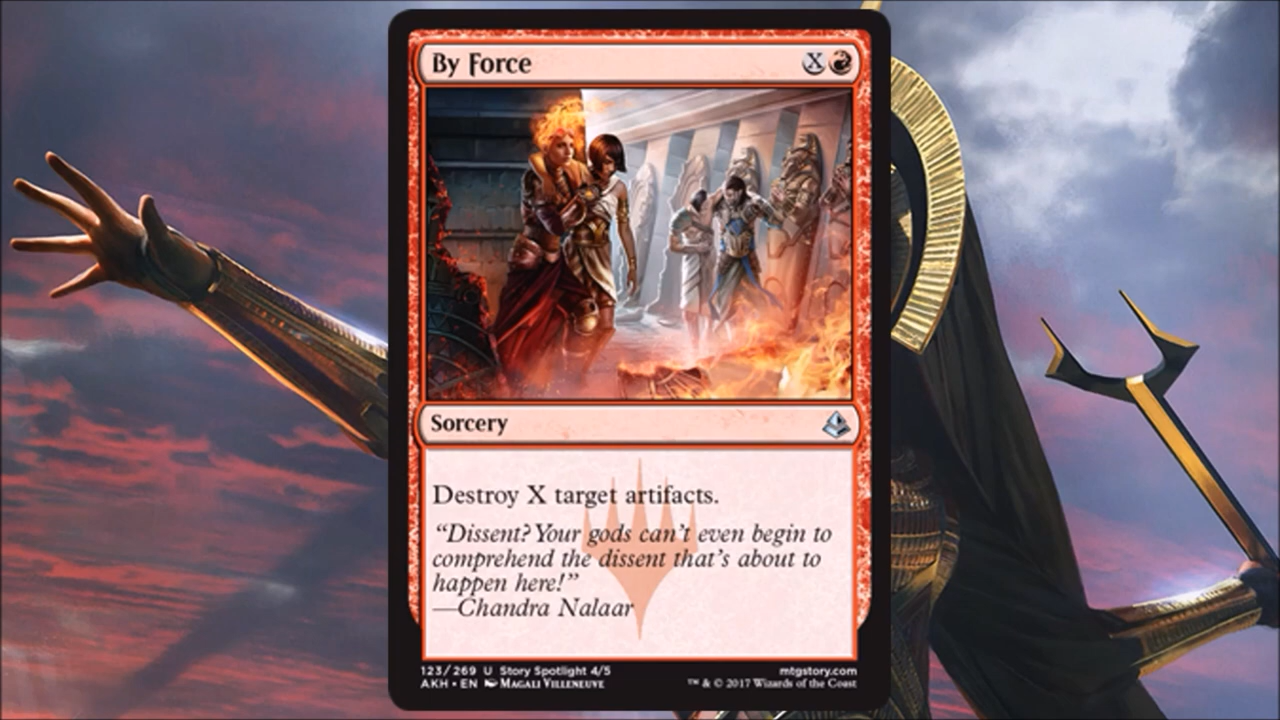 By Force X
Sorcery
Destroy X target artifacts.
“Dissent? Your gods can’t even begin to
comprehend the dissent that’s about to
happen here!”
—Chandra Nalaar
123/269 U Story Spotlight 4/5 mtgstory.com
AKH • EN Magali Villeneuve ™ & © 2017 Wizards of the Coast